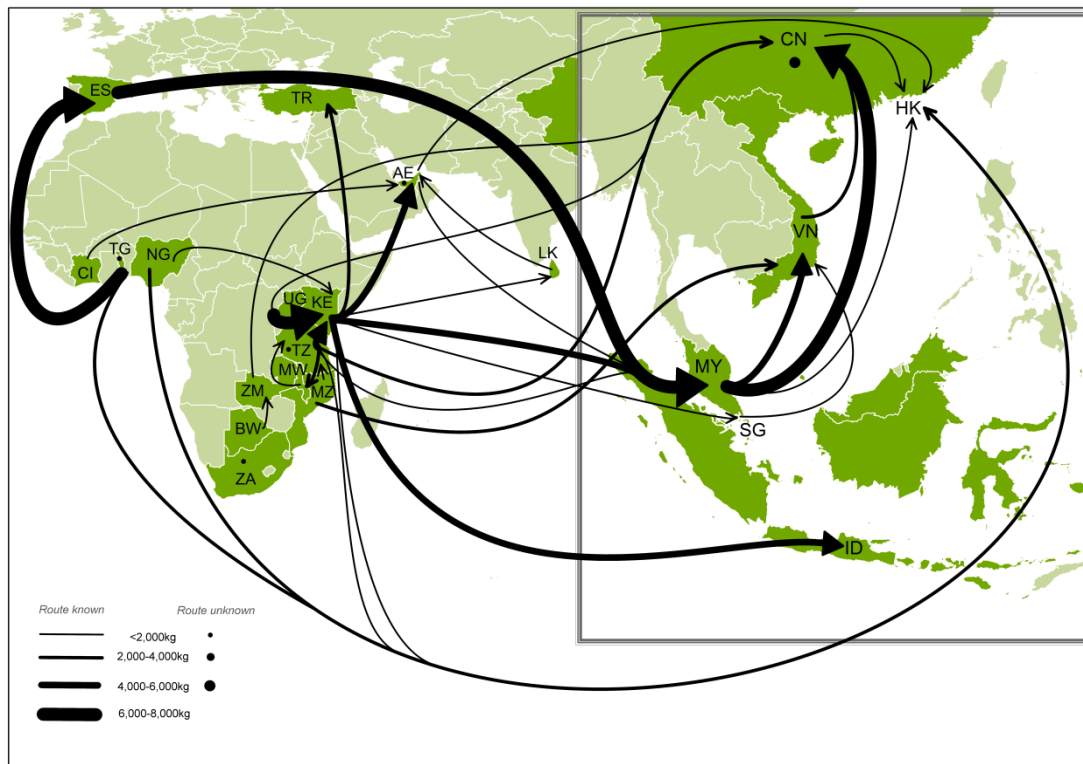 CN
ES
TR
HK
AE
TG
NG
CI
LK
VN
UG
KE
TZ
MW
MY
ZM
MZ
BW
SG
ZA
ID
Route known
Route unknown
<2,000kg
2,000-4,000kg
4,000-6,000kg
6,000-8,000kg